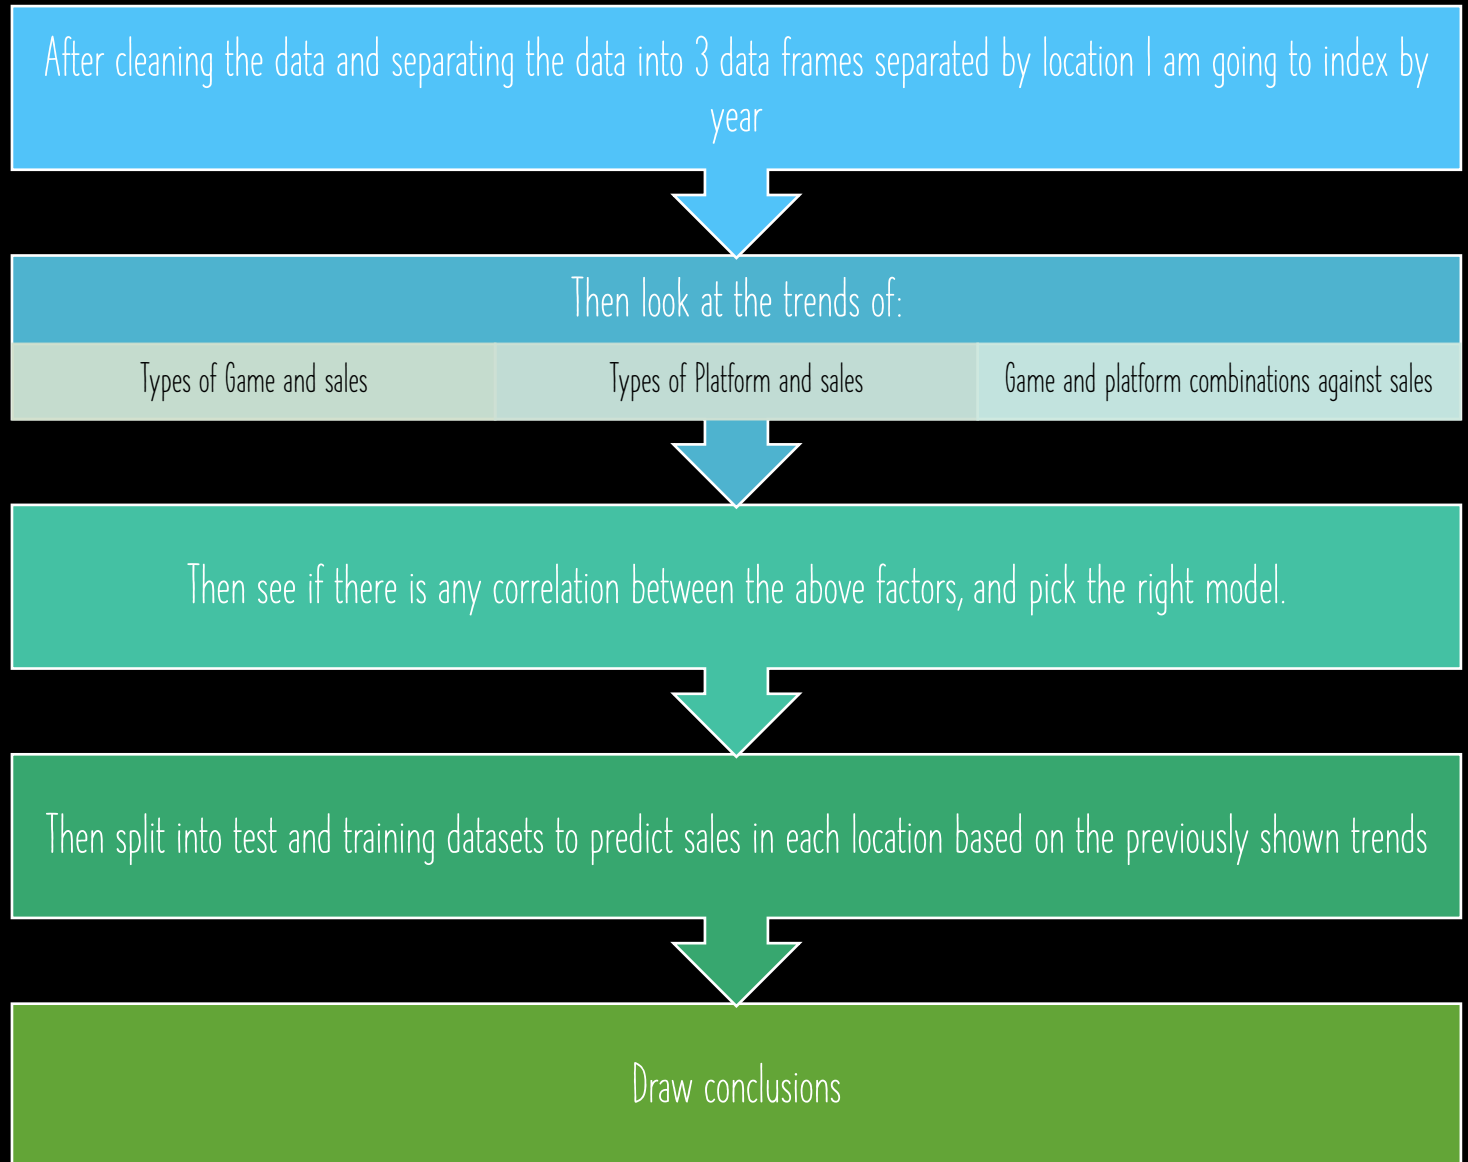 After cleaning the data and separating the data into 3 data frames separated by location I am going to index by
year
Then look at the trends of:
Types of Game and sales
Types of Platform and sales
Game and platform combinations against sales
Then see if there is any correlation between the above factors, and pick the right model.
Then split into test and training datasets to predict sales in each location based on the previously shown trends
Draw conclusions